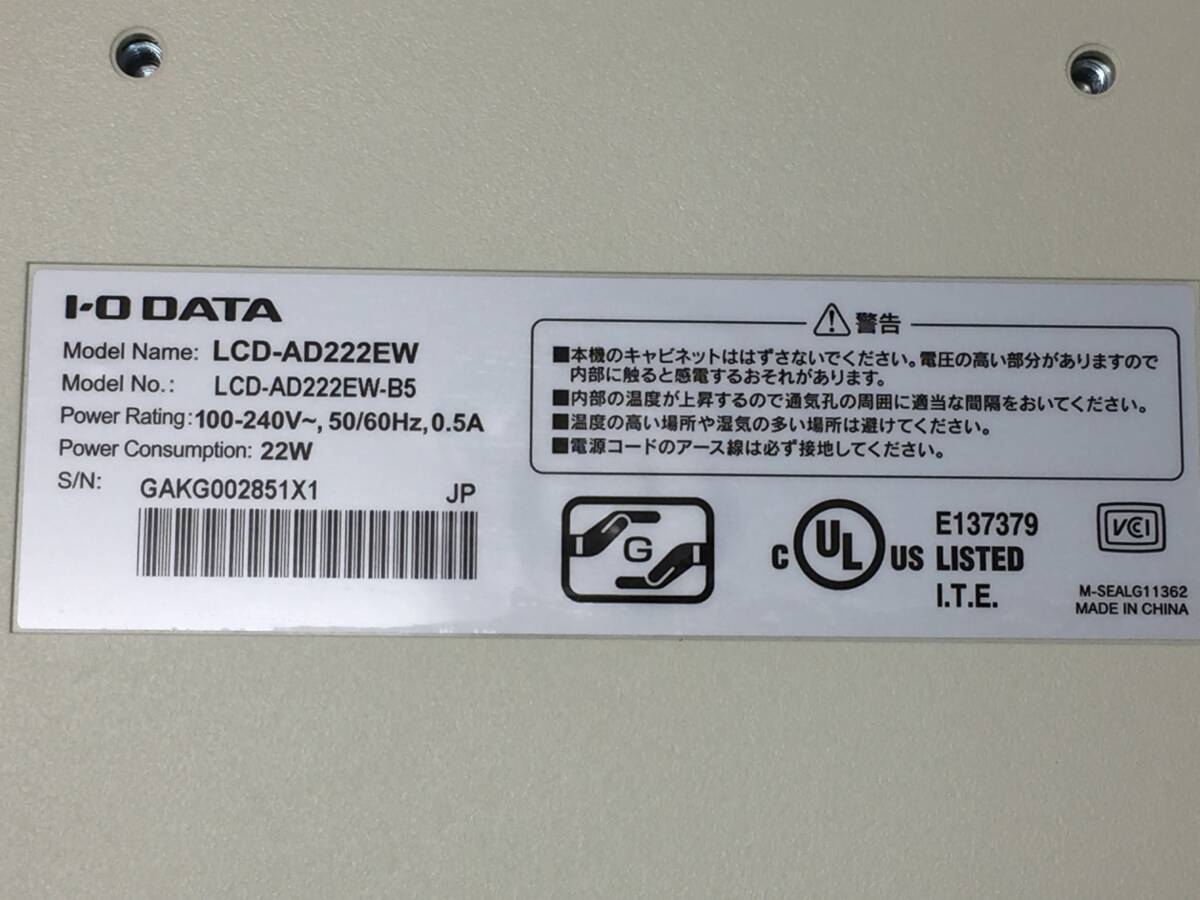 I-O DATA
Model Name: LCD-AD222EW
Model No.: LCD-AD222EW-B5
Power Rating: 100-240V~, 50/60Hz, 0.5A
Power Consumption: 22W
S/N: GAKG002851X1 JP
警告
■本機のキャビネットははずさないでください。電圧の高い部分がありますので
内部に触ると感電するおそれがあります。
■内部の温度が上昇するので通気孔の周囲に適当な間隔をおいてください。
■温度の高い場所や湿気の多い場所は避けてください。
■電源コードのアース線は必ず接地してください。
G
C UL US
E137379
LISTED
I.T.E.
VCI
M-SEALG11362
MADE IN CHINA